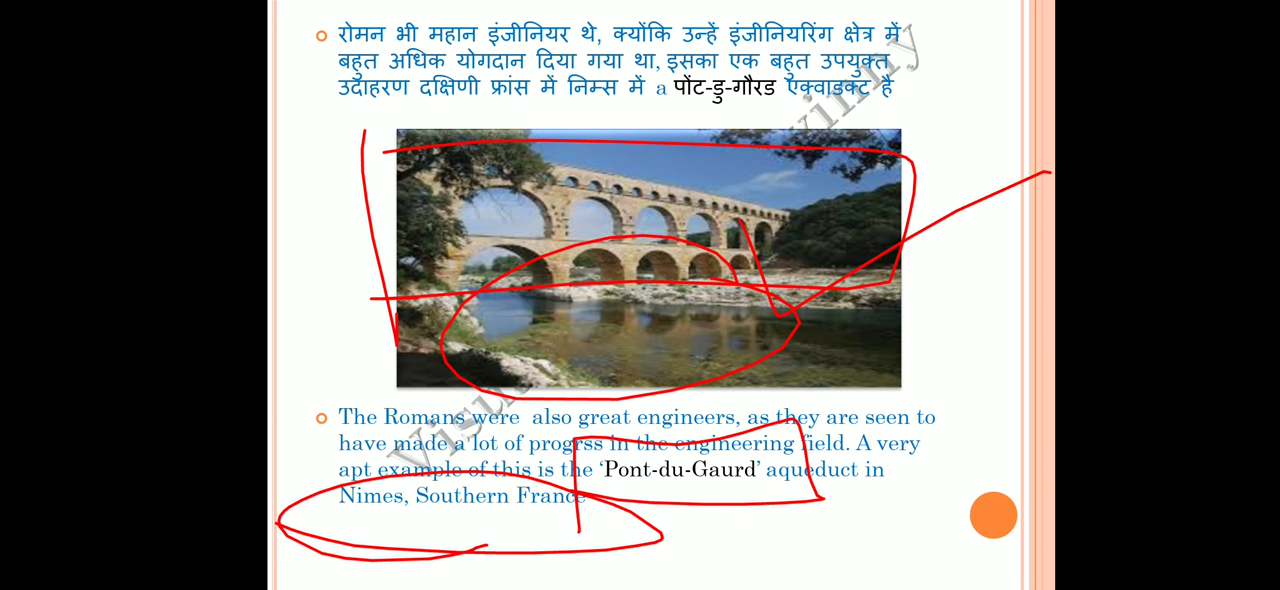 रोमन भी महान इंजीनियर थे, क्योंकि उन्हें इंजीनियरिंग क्षेत्र में
बहुत अधिक योगदान दिया गया था, इसका एक बहुत उपयुक्त
उदाहरण दक्षिणी फ्रांस में निम्स में a पोंट-डु-गौरड एक्वाडक्ट है
The Romans were also great engineers, as they are seen to
have made a lot of progrss in the engineering field. A very
apt example of this is the ‘Pont-du-Gaurd’ aqueduct in
Nimes, Southern France